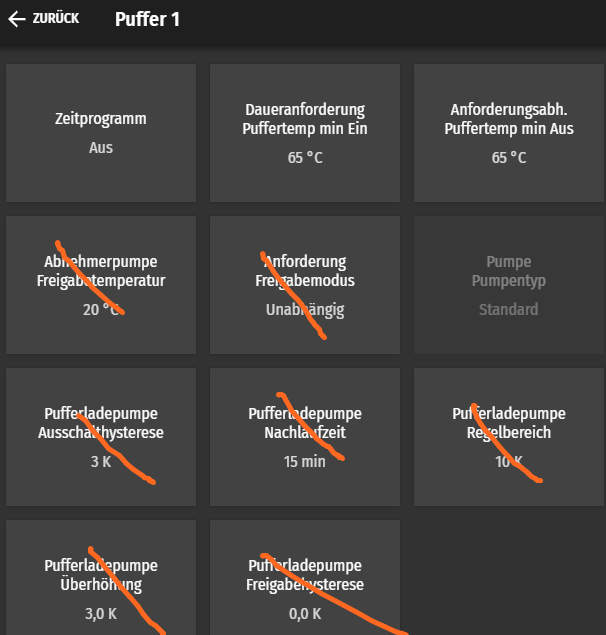 ZURÜCK
Puffer 1
Zeitprogramm
Aus
Daueranforderung
Puffertemp min Ein
65 °C
Anforderungsabh.
Puffertemp min Aus
65 °C
Abnehmerpumpe
Freigabetemperatur
20 °C
Anforderung
Freigabemodus
Unabhängig
Pumpe
Pumpentyp
Standard
Pufferladepumpe
Ausschalthysterese
3 K
Pufferladepumpe
Nachlaufzeit
15 min
Pufferladepumpe
Regelbereich
10 K
Pufferladepumpe
Überhöhung
3,0 K
Pufferladepumpe
Freigabehysterese
0,0 K